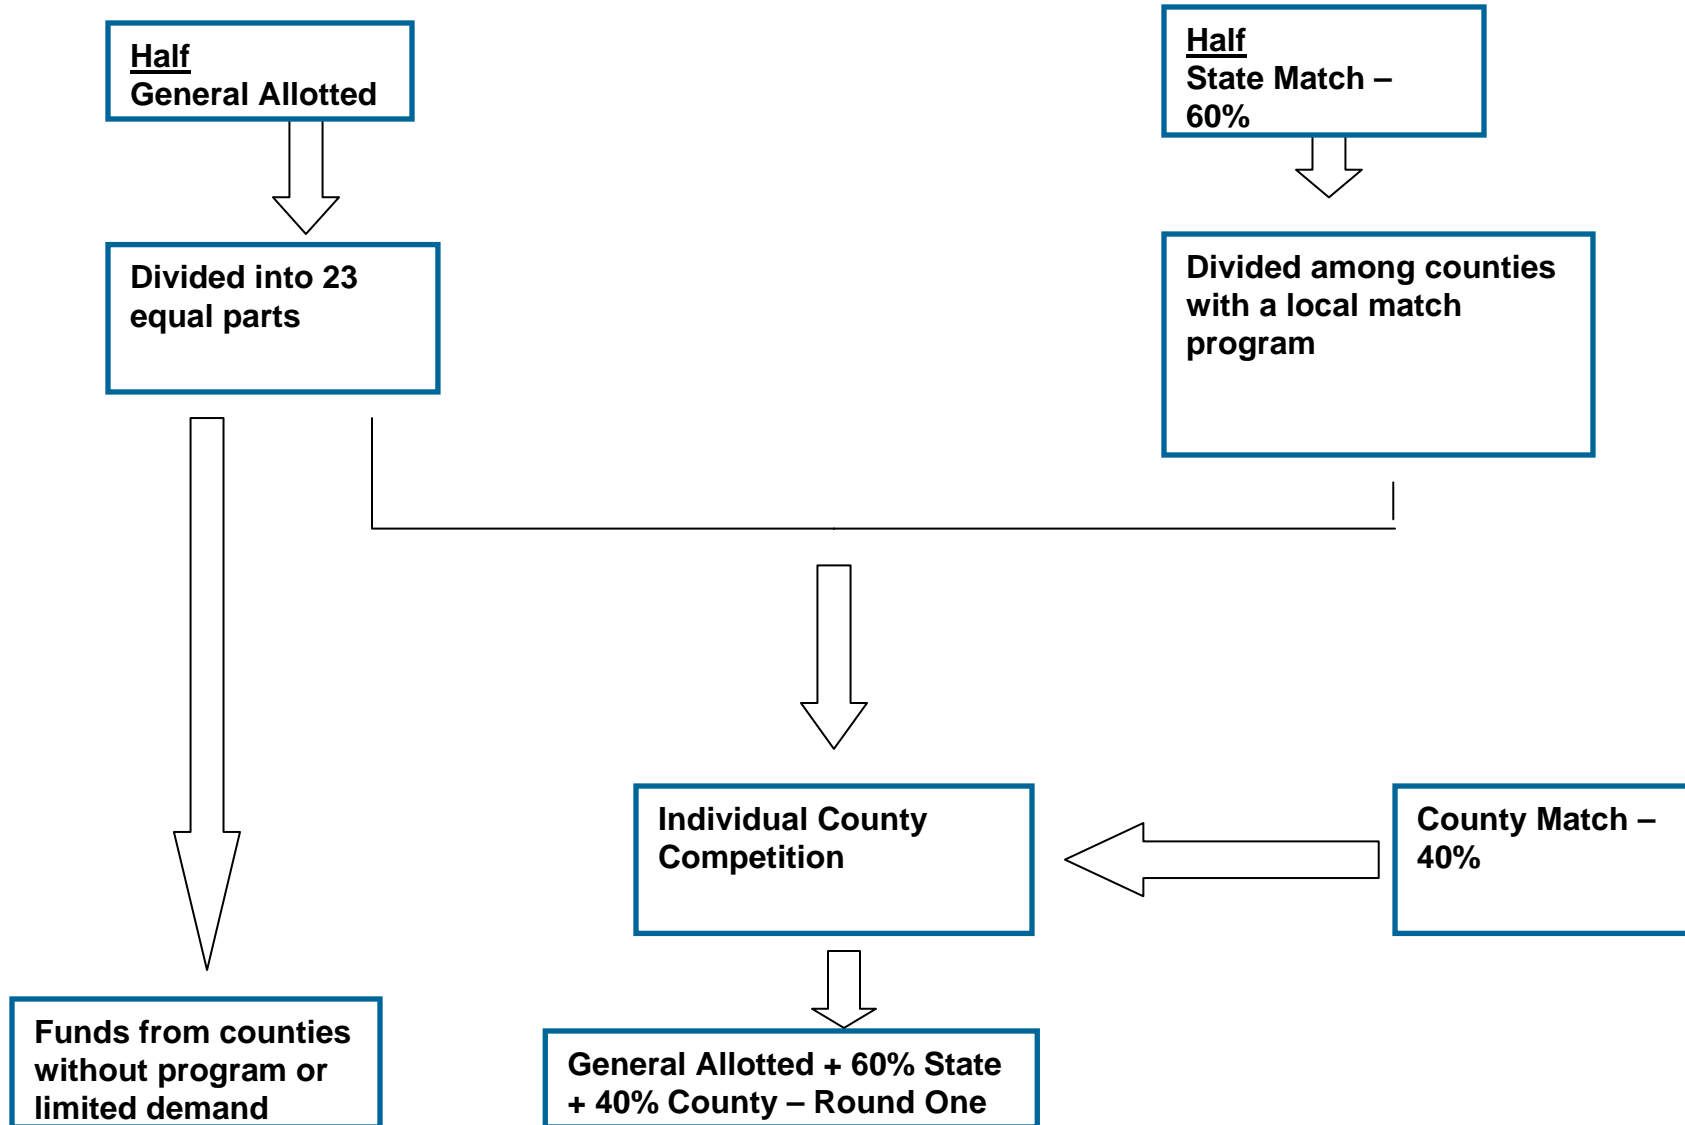 Half
General Allotted
Half
State Match –
60%
Divided into 23
equal parts
Divided among counties
with a local match
program
Individual County
Competition
County Match –
40%
Funds from counties
without program or
limited demand
General Allotted + 60% State
+ 40% County – Round One